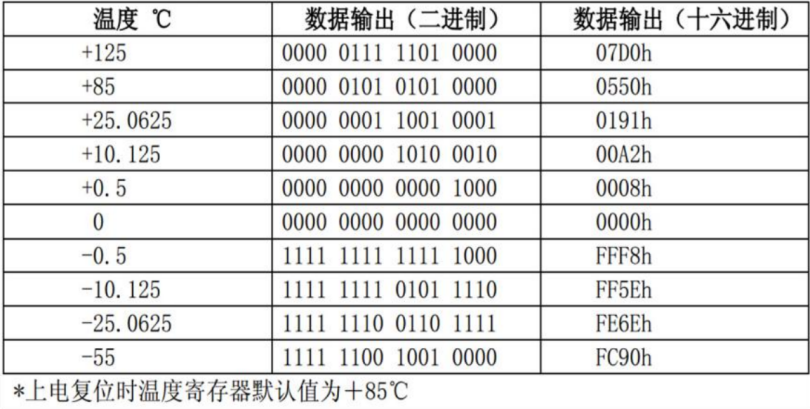 温度 ℃ 数据输出（二进制） 数据输出（十六进制）
+125 0000 0111 1101 0000 07D0h
+85 0000 0101 0101 0000 0550h
+25.0625 0000 0001 1001 0001 0191h
+10.125 0000 0000 1010 0010 00A2h
+0.5 0000 0000 0000 1000 0008h
0 0000 0000 0000 0000 0000h
-0.5 1111 1111 1111 1000 FFF8h
-10.125 1111 1111 0101 1110 FF5Eh
-25.0625 1111 1110 0110 1111 FE6Eh
-55 1111 1100 1001 0000 FC90h
*上电复位时温度寄存器默认值为＋85℃